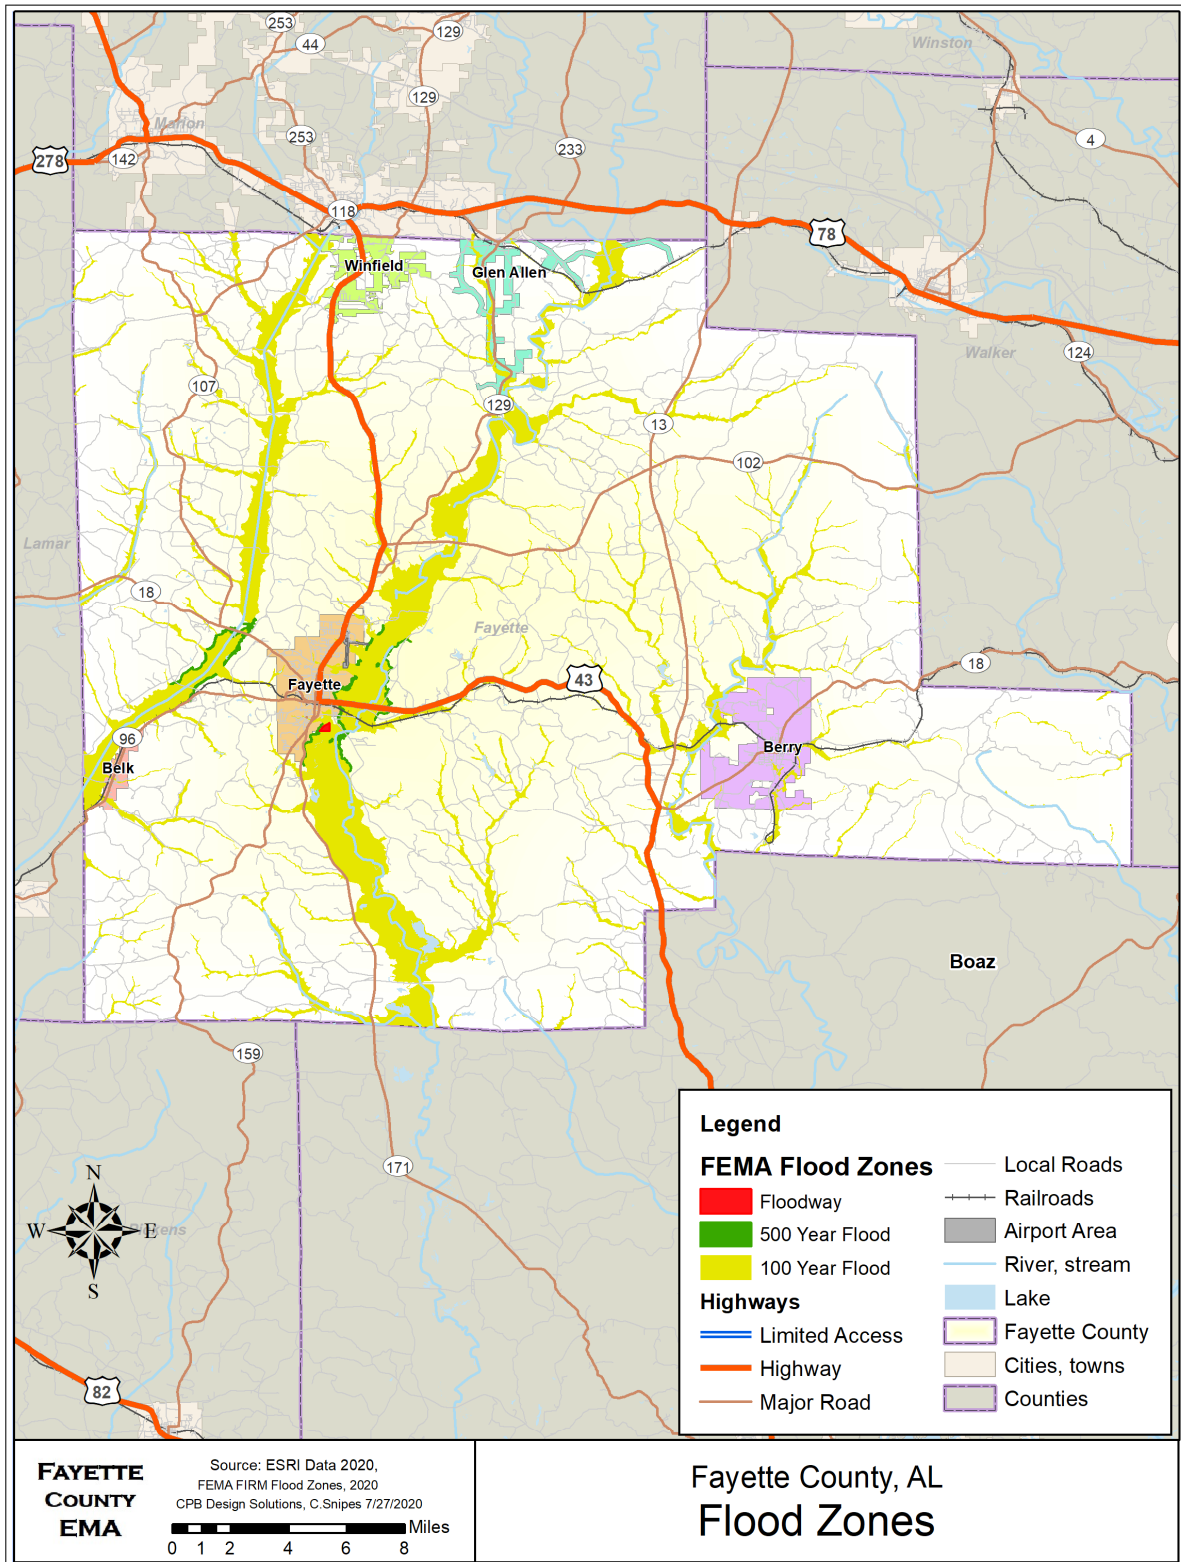 253
44
129
Winston
129
Marion
253
233
4
278
142
118
78
Winfield
Glen Allen
Walker
124
107
129
13
102
Lamar
18
Fayette
18
Fayette
43
96
Belk
Berry
Boaz
159
171
N
W
E
S
Pickens
82
Legend
FEMA Flood Zones
Floodway
500 Year Flood
100 Year Flood
Highways
Limited Access
Highway
Major Road
Local Roads
Railroads
Airport Area
River, stream
Lake
Fayette County
Cities, towns
Counties
FAYETTE
COUNTY
EMA
Source: ESRI Data 2020,
FEMA FIRM Flood Zones, 2020
CPB Design Solutions, C.Snipes 7/27/2020
Miles
0 1 2 4 6 8
Fayette County, AL
Flood Zones